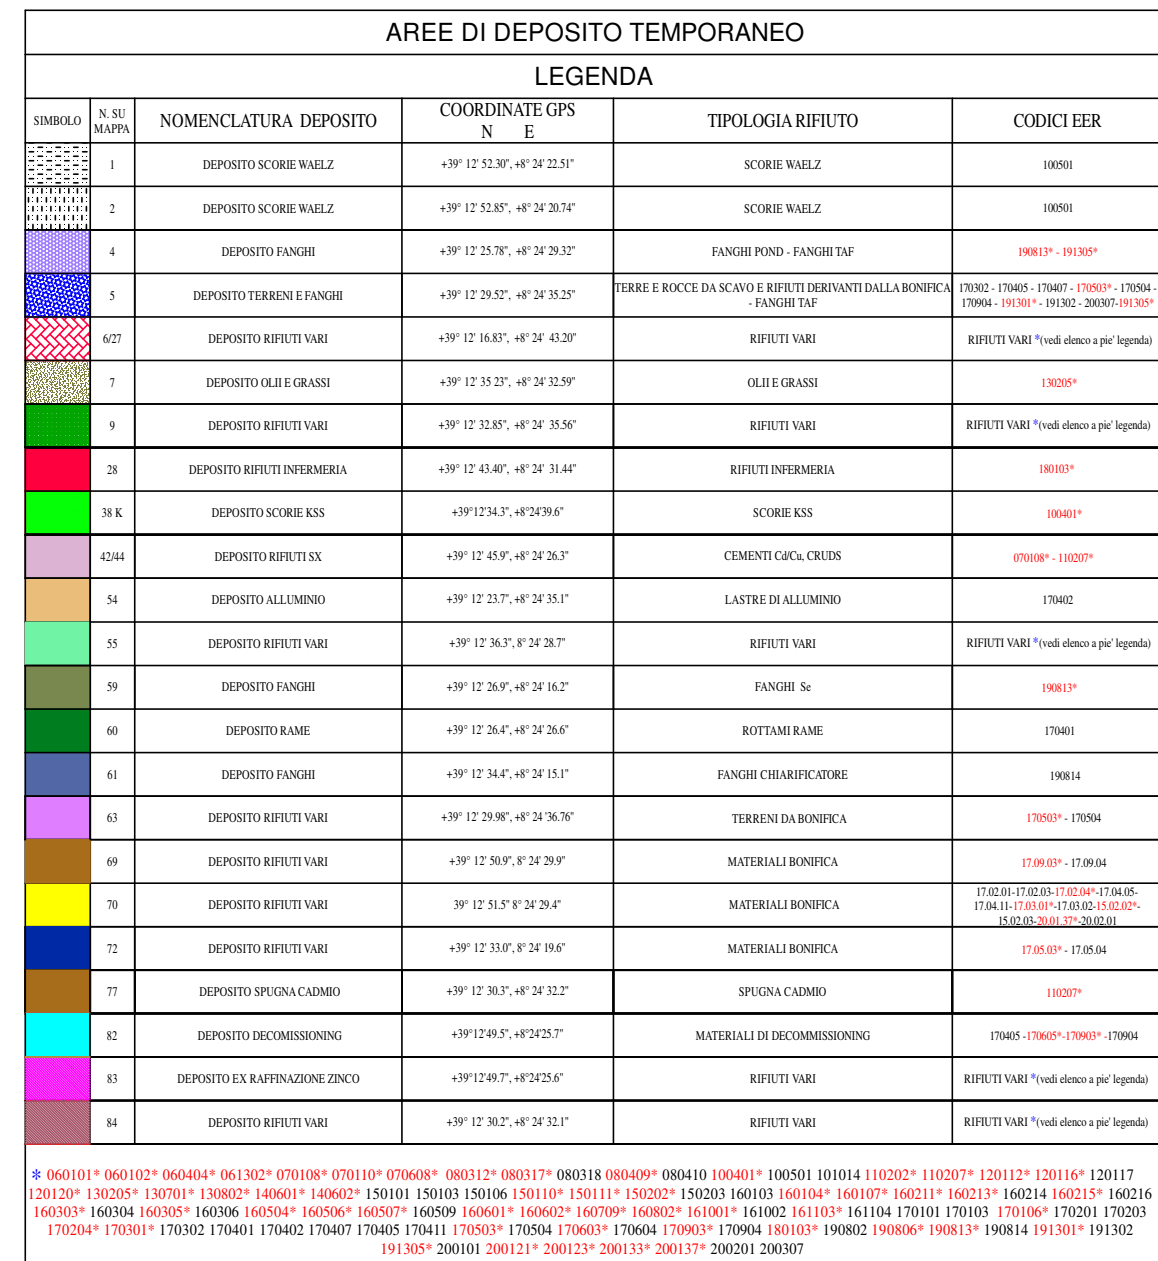 AREE DI DEPOSITO TEMPORANEO
LEGENDA
SIMBOLO N. SU MAPPA NOMENCLATURA DEPOSITO COORDINATE GPS N E TIPOLOGIA RIFIUTO CODICI EER
1 DEPOSITO SCORIE WAELZ +39° 12' 52.30", +8° 24' 22.51" SCORIE WAELZ 100501
2 DEPOSITO SCORIE WAELZ +39° 12' 52.85", +8° 24' 20.74" SCORIE WAELZ 100501
4 DEPOSITO FANGHI +39° 12' 25.78", +8° 24' 29.32" FANGHI POND - FANGHI TAF 190813* - 191305*
5 DEPOSITO TERRENI E FANGHI +39° 12' 29.52", +8° 24' 35.25" TERRE E ROCCE DA SCAVO E RIFIUTI DERIVANTI DALLA BONIFICA - FANGHI TAF 170302 - 170405 - 170407 - 170503* - 170504 - 170904 - 191301* - 191302 - 200307-191305*
6/27 DEPOSITO RIFIUTI VARI +39° 12' 16.83", +8° 24' 43.20" RIFIUTI VARI RIFIUTI VARI *(vedi elenco a pie' legenda)
7 DEPOSITO OLII E GRASSI +39° 12' 35 23", +8° 24' 32.59" OLII E GRASSI 130205*
9 DEPOSITO RIFIUTI VARI +39° 12' 32.85", +8° 24' 35.56" RIFIUTI VARI RIFIUTI VARI *(vedi elenco a pie' legenda)
28 DEPOSITO RIFIUTI INFERMERIA +39° 12' 43.40", +8° 24' 31.44" RIFIUTI INFERMERIA 180103*
38 K DEPOSITO SCORIE KSS +39°12'34.3", +8°24'39.6" SCORIE KSS 100401*
42/44 DEPOSITO RIFIUTI SX +39° 12' 45.9", +8° 24' 26.3" CEMENTI Cd/Cu, CRUDS 070108* - 110207*
54 DEPOSITO ALLUMINIO +39° 12' 23.7", +8° 24' 35.1" LASTRE DI ALLUMINIO 170402
55 DEPOSITO RIFIUTI VARI +39° 12' 36.3", 8° 24' 28.7" RIFIUTI VARI RIFIUTI VARI *(vedi elenco a pie' legenda)
59 DEPOSITO FANGHI +39° 12' 26.9", +8° 24' 16.2" FANGHI Se 190813*
60 DEPOSITO RAME +39° 12' 26.4", +8° 24' 26.6" ROTTAMI RAME 170401
61 DEPOSITO FANGHI +39° 12' 34.4", +8° 24' 15.1" FANGHI CHIARIFICATORE 190814
63 DEPOSITO RIFIUTI VARI +39° 12' 29.98", +8° 24 '36.76" TERRENI DA BONIFICA 170503* - 170504
69 DEPOSITO RIFIUTI VARI +39° 12' 50.9", 8° 24' 29.9" MATERIALI BONIFICA 17.09.03* - 17.09.04
70 DEPOSITO RIFIUTI VARI 39° 12' 51.5" 8° 24' 29.4" MATERIALI BONIFICA 17.02.01-17.02.03-17.02.04*-17.04.05-17.04.11-17.03.01*-17.03.02-15.02.02*-15.02.03-20.01.37*-20.02.01
72 DEPOSITO RIFIUTI VARI +39° 12' 33.0", 8° 24' 19.6" MATERIALI BONIFICA 17.05.03* - 17.05.04
77 DEPOSITO SPUGNA CADMIO +39° 12' 30.3", +8° 24' 32.2" SPUGNA CADMIO 110207*
82 DEPOSITO DECOMISSIONING +39°12'49.5", +8°24'25.7" MATERIALI DI DECOMMISSIONING 170405 -170605*-170903* -170904
83 DEPOSITO EX RAFFINAZIONE ZINCO +39°12'49.7", +8°24'25.6" RIFIUTI VARI RIFIUTI VARI *(vedi elenco a pie' legenda)
84 DEPOSITO RIFIUTI VARI +39° 12' 30.2", +8° 24' 32.1" RIFIUTI VARI RIFIUTI VARI *(vedi elenco a pie' legenda)
* 060101* 060102* 060404* 061302* 070108* 070110* 070608* 080312* 080317* 080318 080409* 080410 100401* 100501 101014 110202* 110207* 120112* 120116* 120117
120120* 130205* 130701* 130802* 140601* 140602* 150101 150103 150106 150110* 150111* 150202* 150203 160103 160104* 160107* 160211* 160213* 160214 160215* 160216
160303* 160304 160305* 160306 160504* 160506* 160507* 160509 160601* 160602* 160709* 160802* 161001* 161002 161103* 161104 170101 170103 170106* 170201 170203
170204* 170301* 170302 170401 170402 170407 170405 170411 170503* 170504 170603* 170604 170903* 170904 180103* 190802 190806* 190813* 190814 191301* 191302
191305* 200101 200121* 200123* 200133* 200137* 200201 200307